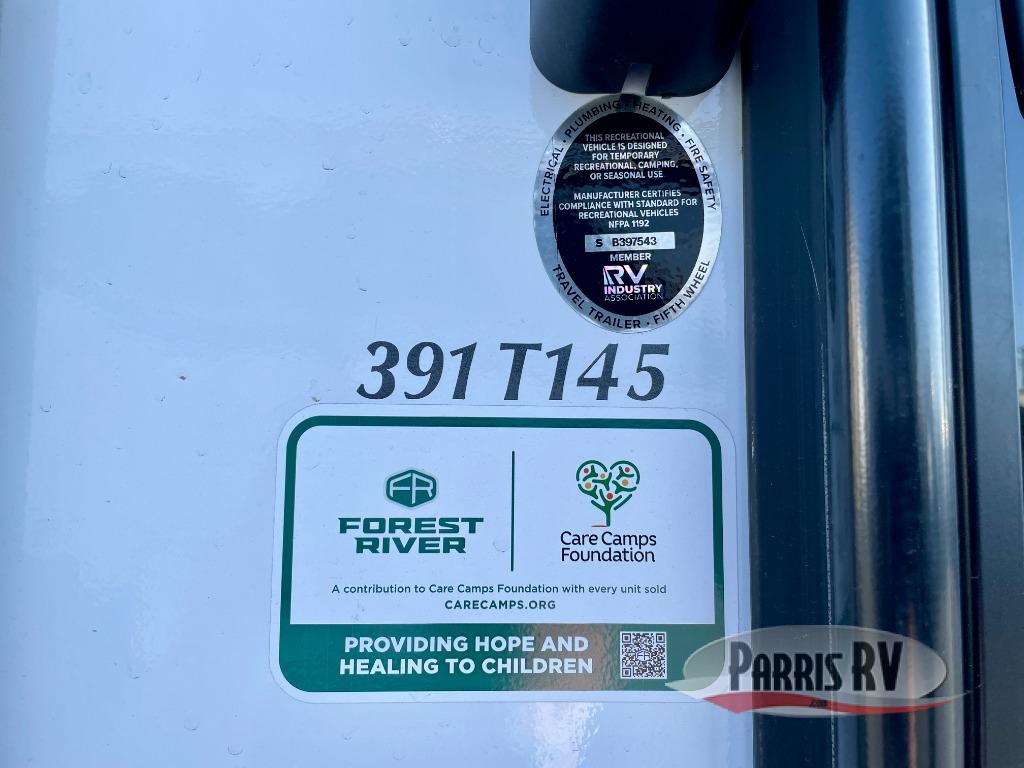 ELECTRICAL · PLUMBING · HEATING · FIRE SAFETY
THIS RECREATIONAL
VEHICLE IS DESIGNED
FOR TEMPORARY
RECREATIONAL, CAMPING,
OR SEASONAL USE
MANUFACTURER CERTIFIES
COMPLIANCE WITH STANDARD FOR
RECREATIONAL VEHICLES
NFPA 1192
S B397543
MEMBER
RV
INDUSTRY
ASSOCIATION
TRAVEL TRAILER · FIFTH WHEEL
391 T145
FR
FOREST
RIVER
Care Camps
Foundation
A contribution to Care Camps Foundation with every unit sold
CARECAMPS.ORG
PROVIDING HOPE AND
HEALING TO CHILDREN
PARRIS RV
.com